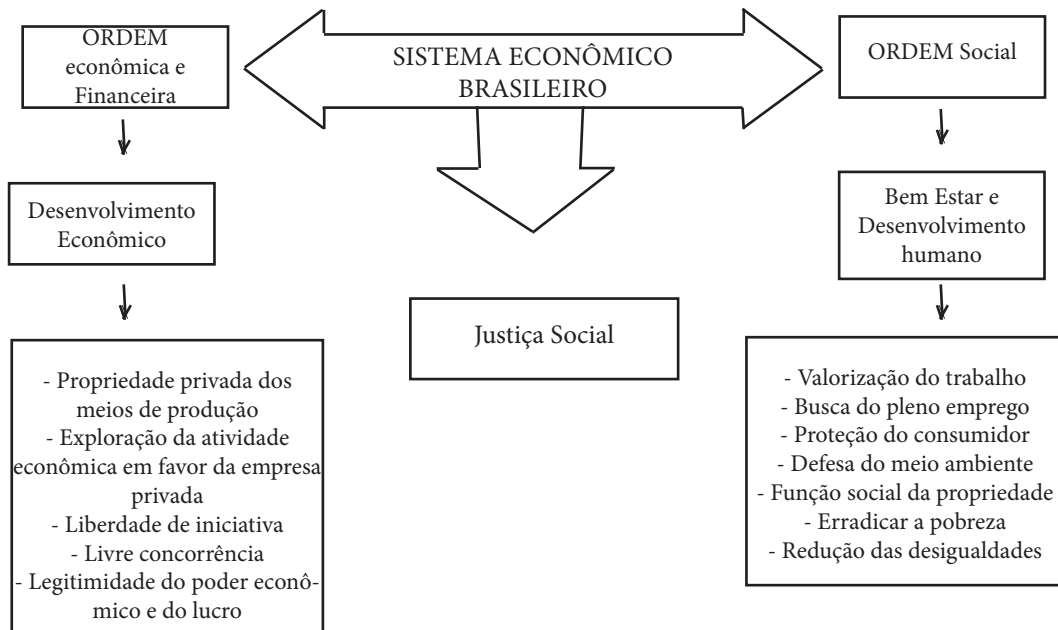 ORDEM
econômica e
Financeira
SISTEMA ECONÔMICO
BRASILEIRO
ORDEM Social
Desenvolvimento
Econômico
Bem Estar e
Desenvolvimento
humano
Justiça Social
- Propriedade privada dos
meios de produção
- Exploração da atividade
econômica em favor da empresa
privada
- Liberdade de iniciativa
- Livre concorrência
- Legitimidade do poder econô-
mico e do lucro
- Valorização do trabalho
- Busca do pleno emprego
- Proteção do consumidor
- Defesa do meio ambiente
- Função social da propriedade
- Erradicar a pobreza
- Redução das desigualdades